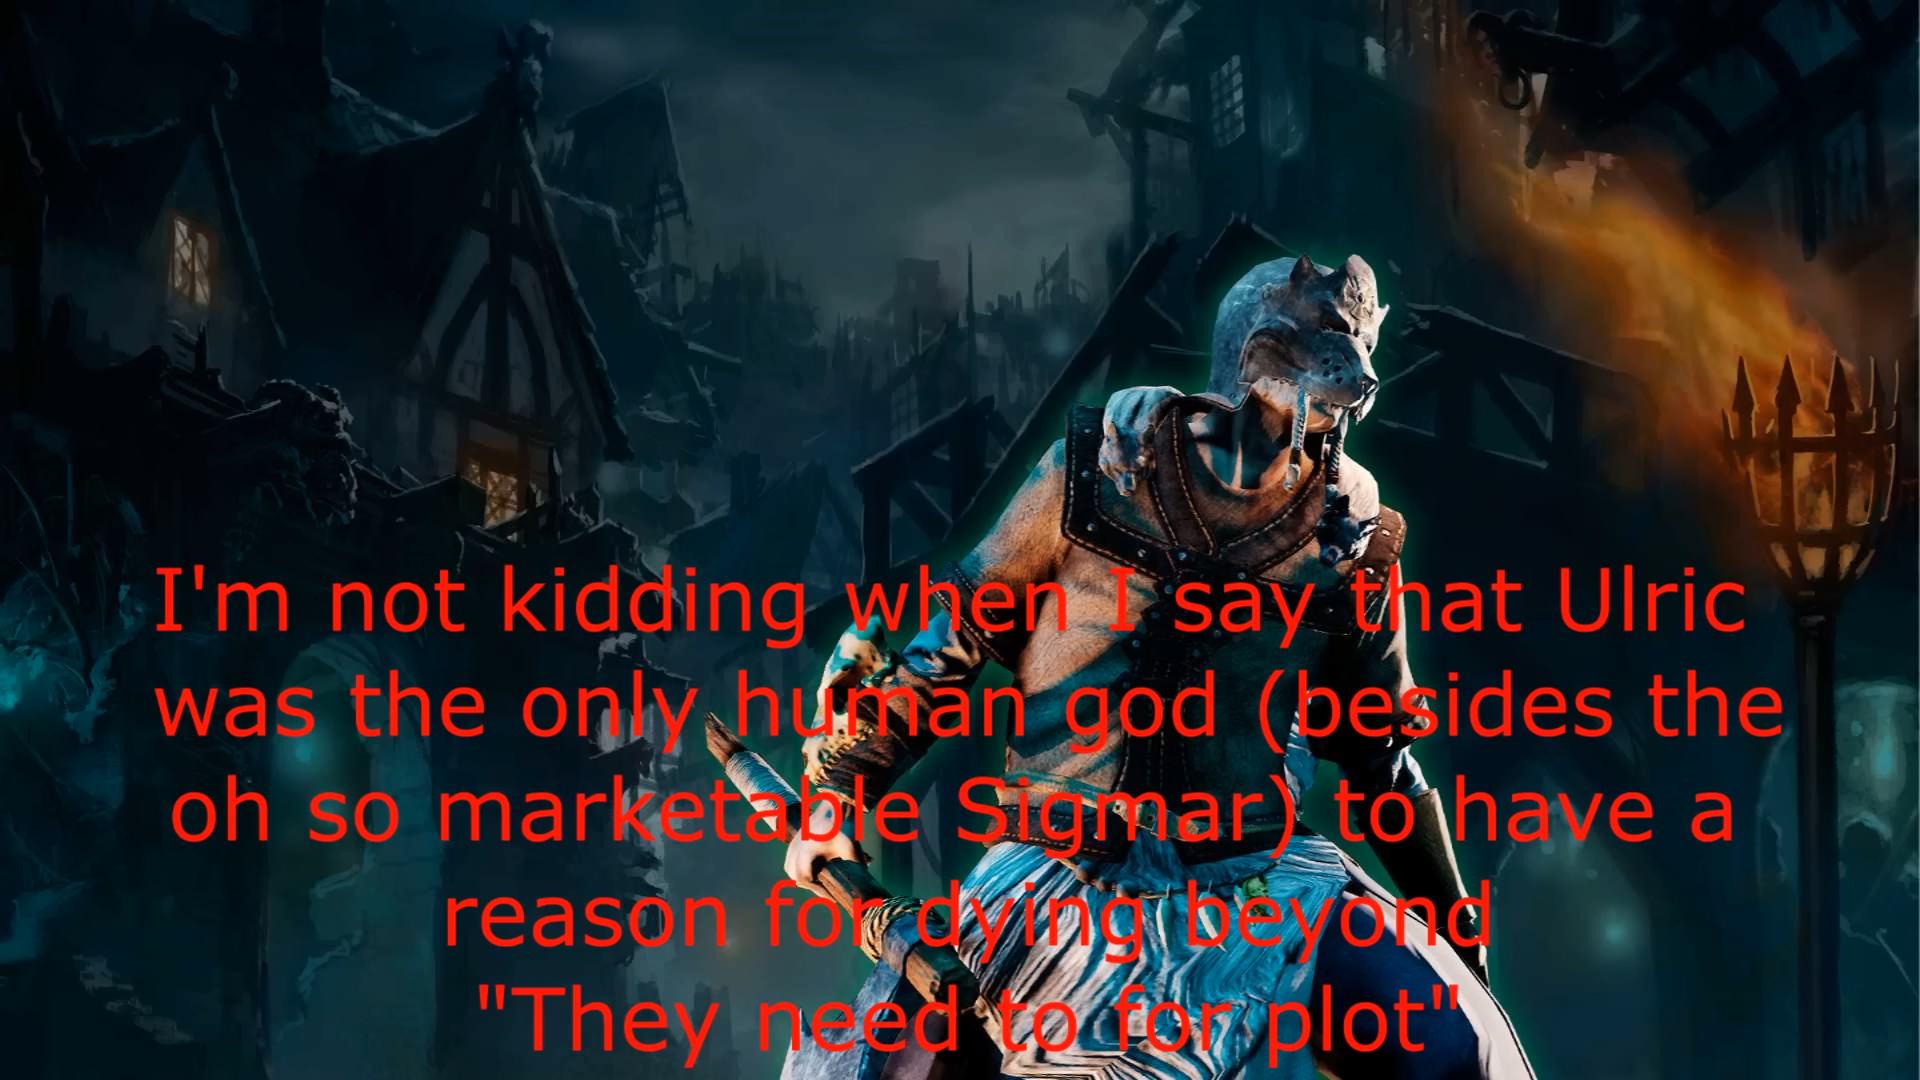 I'm not kidding when I say that Ulric
was the only human god (besides the
oh so marketable Sigmar) to have a
reason for dying beyond
"They need to for plot"